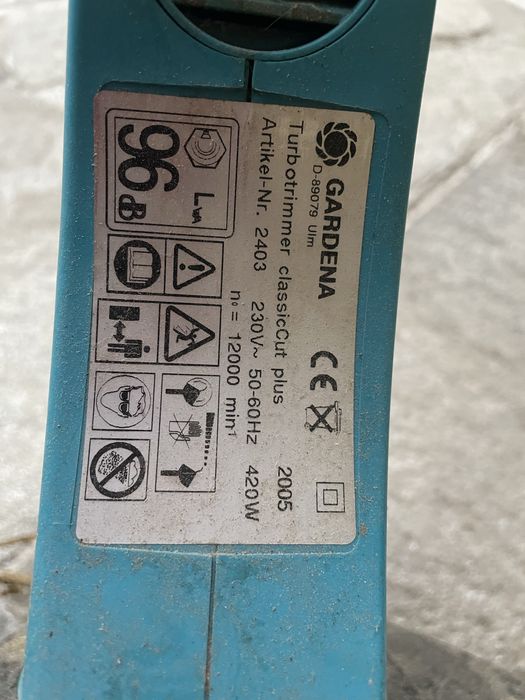 GARDENA
D-89079 Ulm
CE
Turbotrimmer classicCut plus 2005
Artikel-Nr. 2403 230V~ 50-60Hz 420W
n₀ = 12000 min⁻¹
96 dB